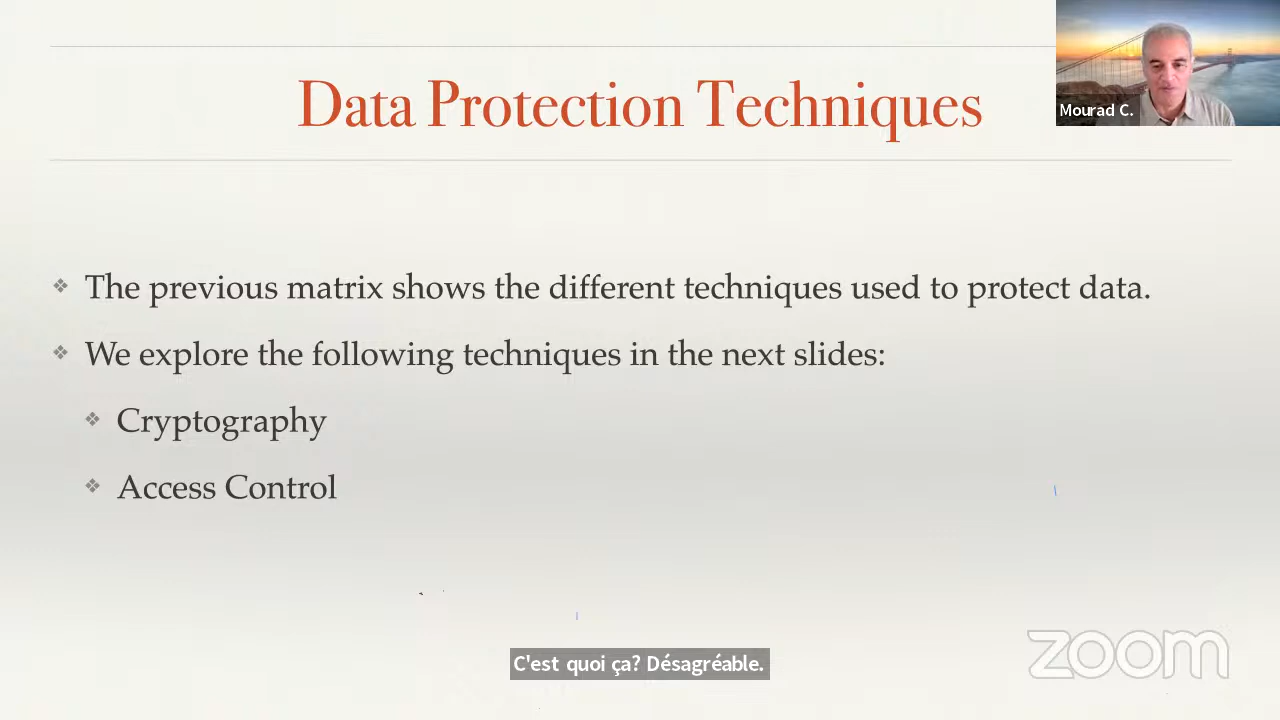 Data Protection Techniques
Mourad C.
The previous matrix shows the different techniques used to protect data.
We explore the following techniques in the next slides:
Cryptography
Access Control
zoom
C'est quoi ça? Désagréable.